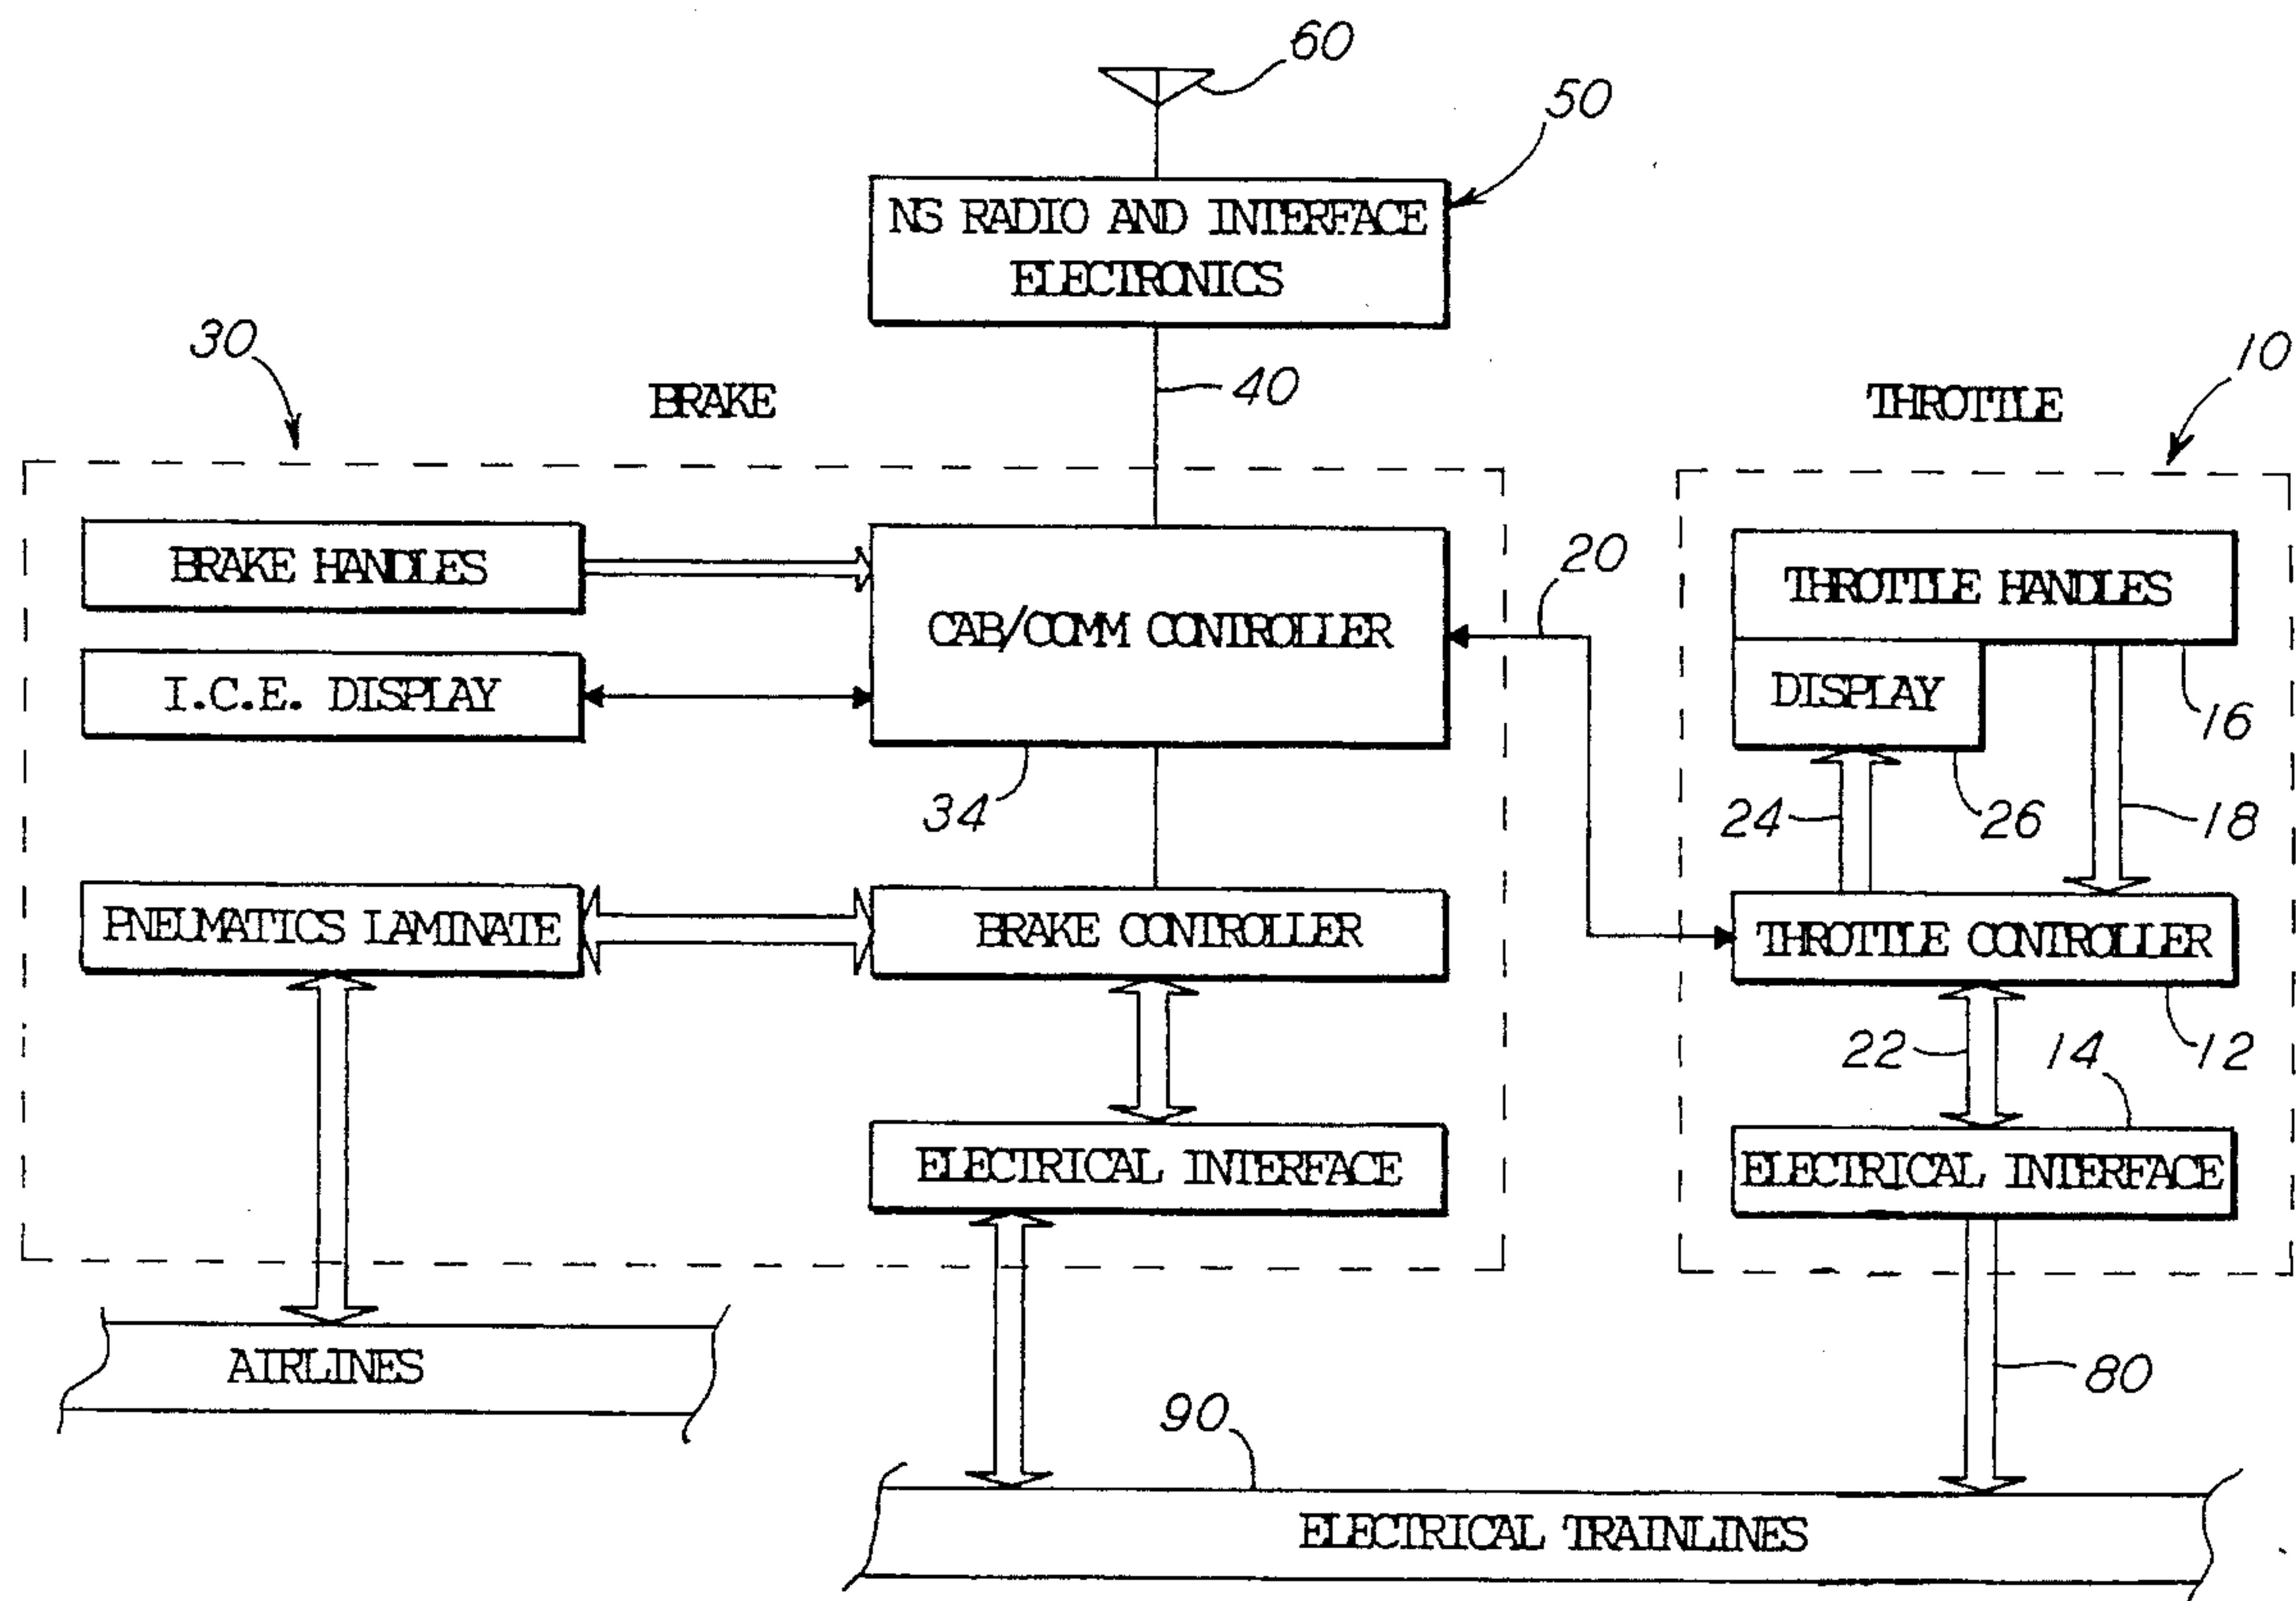 60
50
NS RADIO AND INTERFACE
ELECTRONICS
30
BRAKE
40
THROTTLE
10
BRAKE HANDLES
CAB/COMM CONTROLLER
20
THROTTLE HANDLES
I.C.E. DISPLAY
DISPLAY
16
34
24
26
18
PNEUMATICS LAMINATE
BRAKE CONTROLLER
THROTTLE CONTROLLER
22
14
12
ELECTRICAL INTERFACE
ELECTRICAL INTERFACE
AIRLINES
80
90
ELECTRICAL TRAINLINES